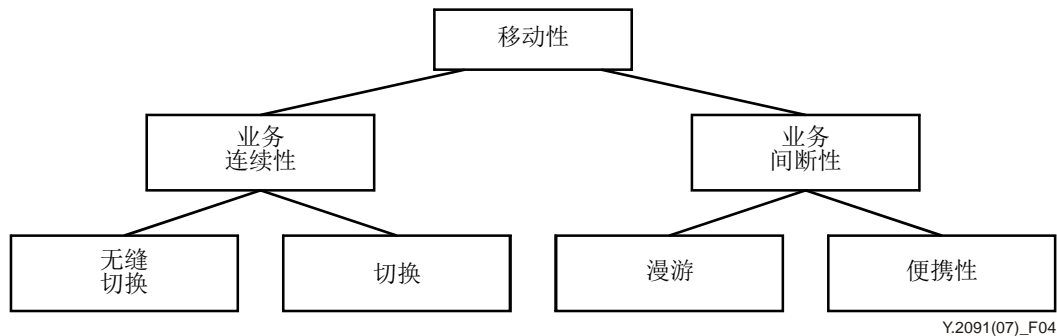 移动性
业务
连续性
业务
间断性
无缝
切换
切换
漫游
便携性
Y.2091(07)_F04